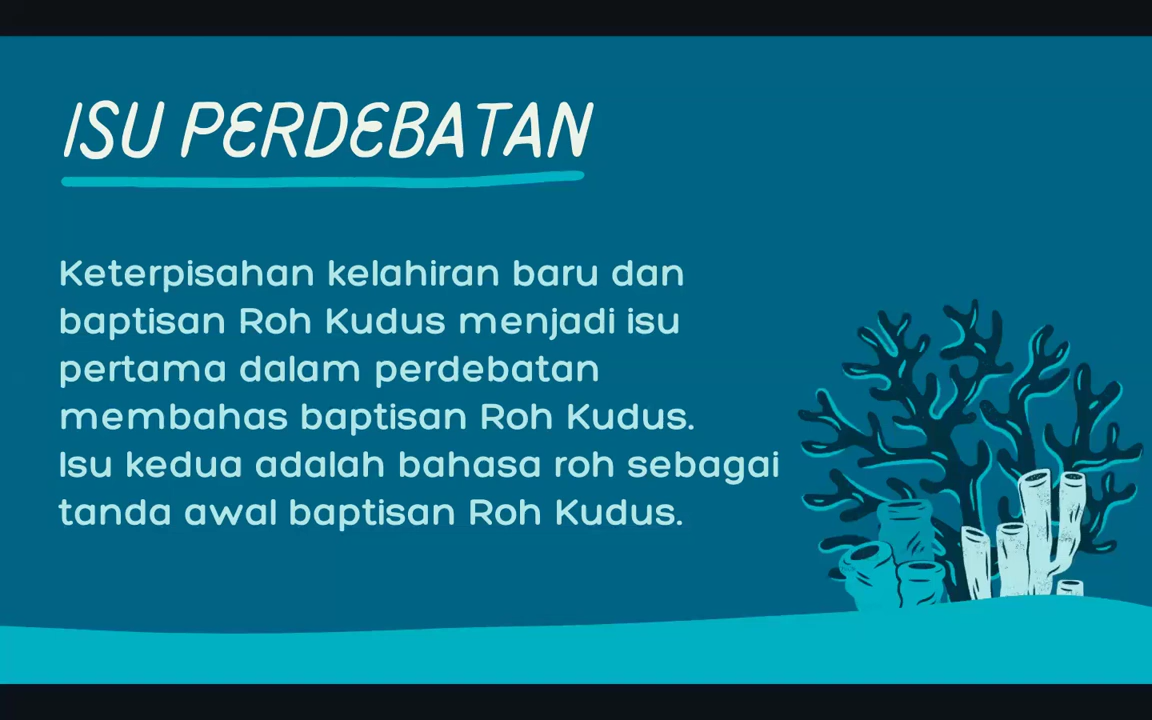 ISU PERDEBATAN
Keterpisahan kelahiran baru dan
baptisan Roh Kudus menjadi isu
pertama dalam perdebatan
membahas baptisan Roh Kudus.
Isu kedua adalah bahasa roh sebagai
tanda awal baptisan Roh Kudus.